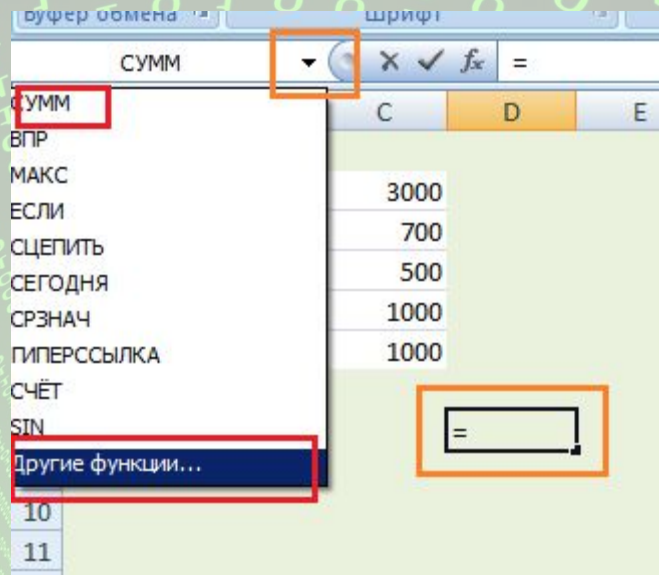 Буфер обмена
Шрифт
СУММ
fx =
C D E
СУММ
ВПР
МАКС
ЕСЛИ
СЦЕПИТЬ
СЕГОДНЯ
СРЗНАЧ
ГИПЕРССЫЛКА
СЧЁТ
SIN
Другие функции...
3000
700
500
1000
1000
=
10
11